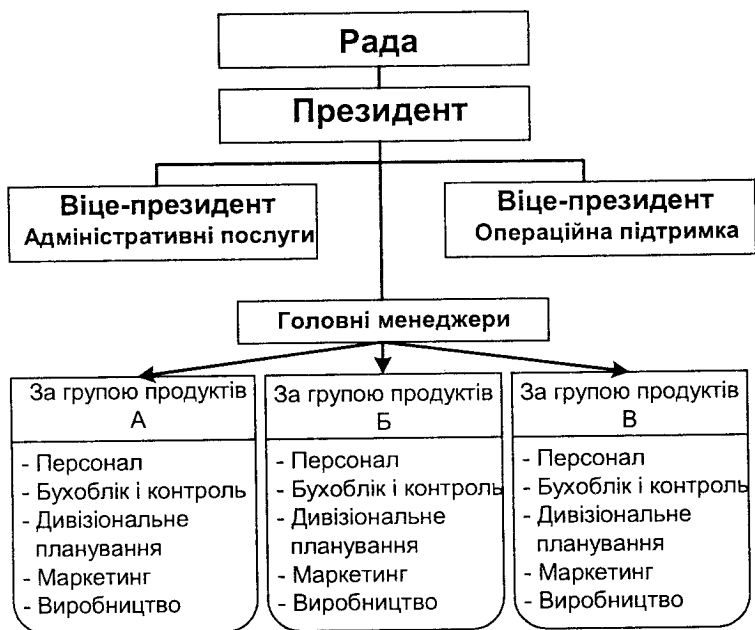 Рада
Президент
Віце-президент
Адміністративні послуги
Віце-президент
Операційна підтримка
Головні менеджери
За групою продуктів
А
- Персонал
- Бухоблік і контроль
- Дивізіональне
планування
- Маркетинг
- Виробництво
За групою продуктів
Б
- Персонал
- Бухоблік і контроль
- Дивізіональне
планування
- Маркетинг
- Виробництво
За групою продуктів
В
- Персонал
- Бухоблік і контроль
- Дивізіональне
планування
- Маркетинг
- Виробництво